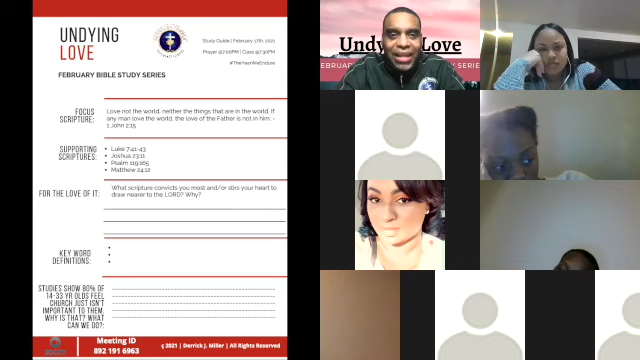 UNDYING
LOVE
Study Guide | February 17th, 2021
Prayer @7:00PM | Class @7:30PM
#TheYearWeEndure
FEBRUARY BIBLE STUDY SERIES
FOCUS
SCRIPTURE:
Love not the world, neither the things that are in the world. If
any man love the world, the love of the Father is not in him. -
1 John 2:15
SUPPORTING
SCRIPTURES:
• Luke 7:41-43
• Joshua 23:11
• Psalm 119:165
• Matthew 24:12
FOR THE LOVE OF IT:
What scripture convicts you most and/or stirs your heart to
draw nearer to the LORD? Why?
KEY WORD
DEFINITIONS:
STUDIES SHOW 80% OF
14-33 YR OLDS FEEL
CHURCH JUST ISN'T
IMPORTANT TO THEM.
WHY IS THAT? WHAT
CAN WE DO?:
zoom
Meeting ID
892 191 6963
© 2021 | Derrick J. Miller | All Rights Reserved
Undy Love